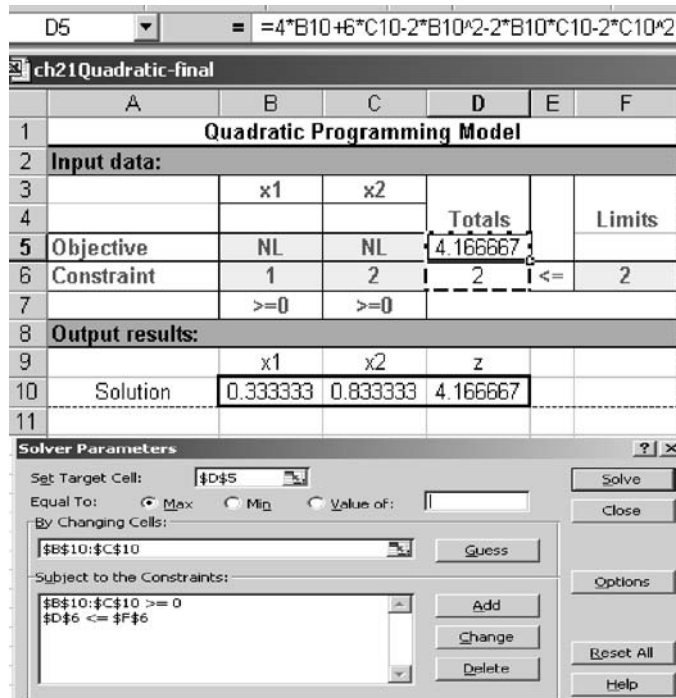 D5 = =4*B10+6*C10-2*B10^2-2*B10*C10-2*C10^2
ch21Quadratic-final
A B C D E F
1 Quadratic Programming Model
2 Input data:
3 x1 x2
4 Totals Limits
5 Objective NL NL 4.166667
6 Constraint 1 2 2 <= 2
7 >=0 >=0
8 Output results:
9 x1 x2 z
10 Solution 0.333333 0.833333 4.166667
11
Solver Parameters ? ×
Set Target Cell: $D$5 Solve
Equal To: Max Min Value of: Close
By Changing Cells:
$B$10:$C$10 Guess
Subject to the Constraints: Options
$B$10:$C$10 >= 0 Add
$D$6 <= $F$6
Change
Reset All
Delete
Help